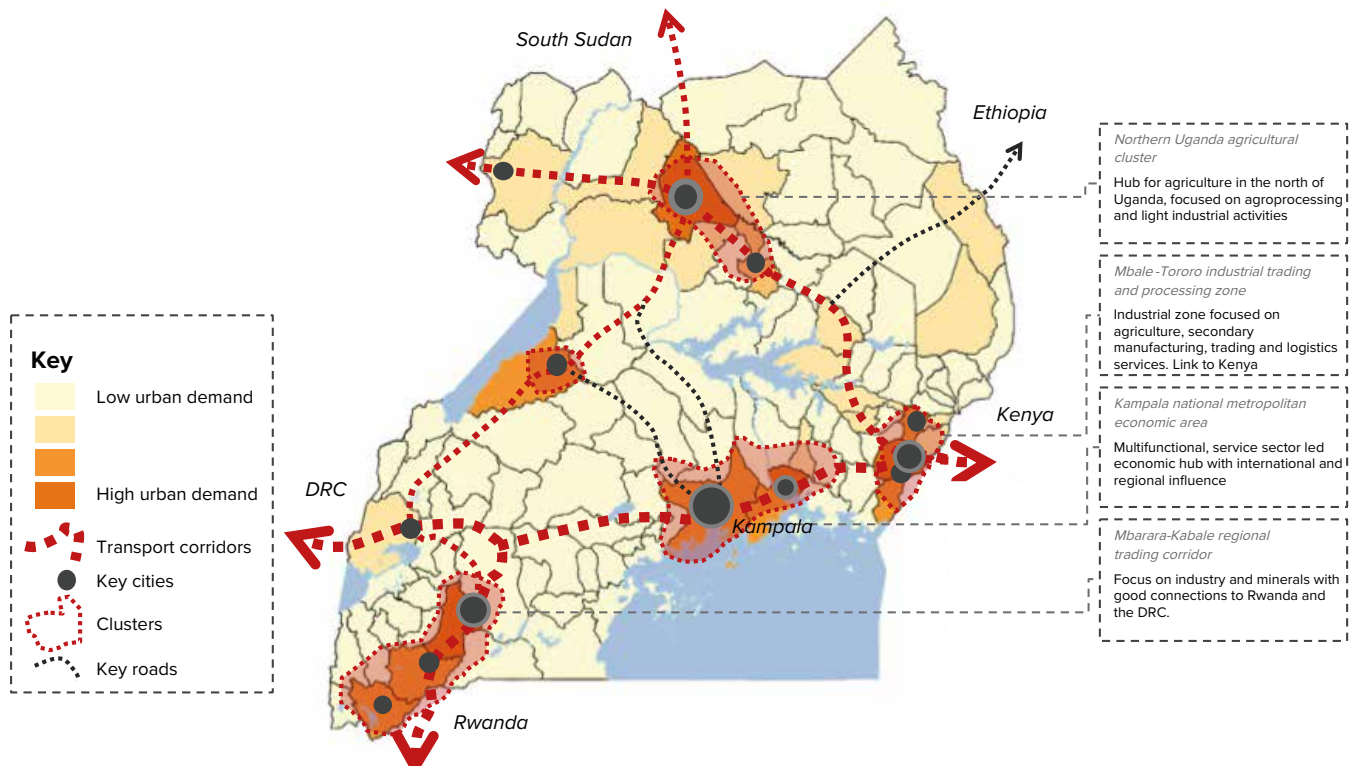 South Sudan
Ethiopia
Kenya
DRC
Kampala
Rwanda
Key
Low urban demand
High urban demand
Transport corridors
Key cities
Clusters
Key roads
Northern Uganda agricultural
cluster
Hub for agriculture in the north of
Uganda, focused on agroprocessing
and light industrial activities
Mbale-Tororo industrial trading
and processing zone
Industrial zone focused on
agriculture, secondary
manufacturing, trading and logistics
services. Link to Kenya
Kampala national metropolitan
economic area
Multifunctional, service sector led
economic hub with international and
regional influence
Mbarara-Kabale regional
trading corridor
Focus on industry and minerals with
good connections to Rwanda and
the DRC.